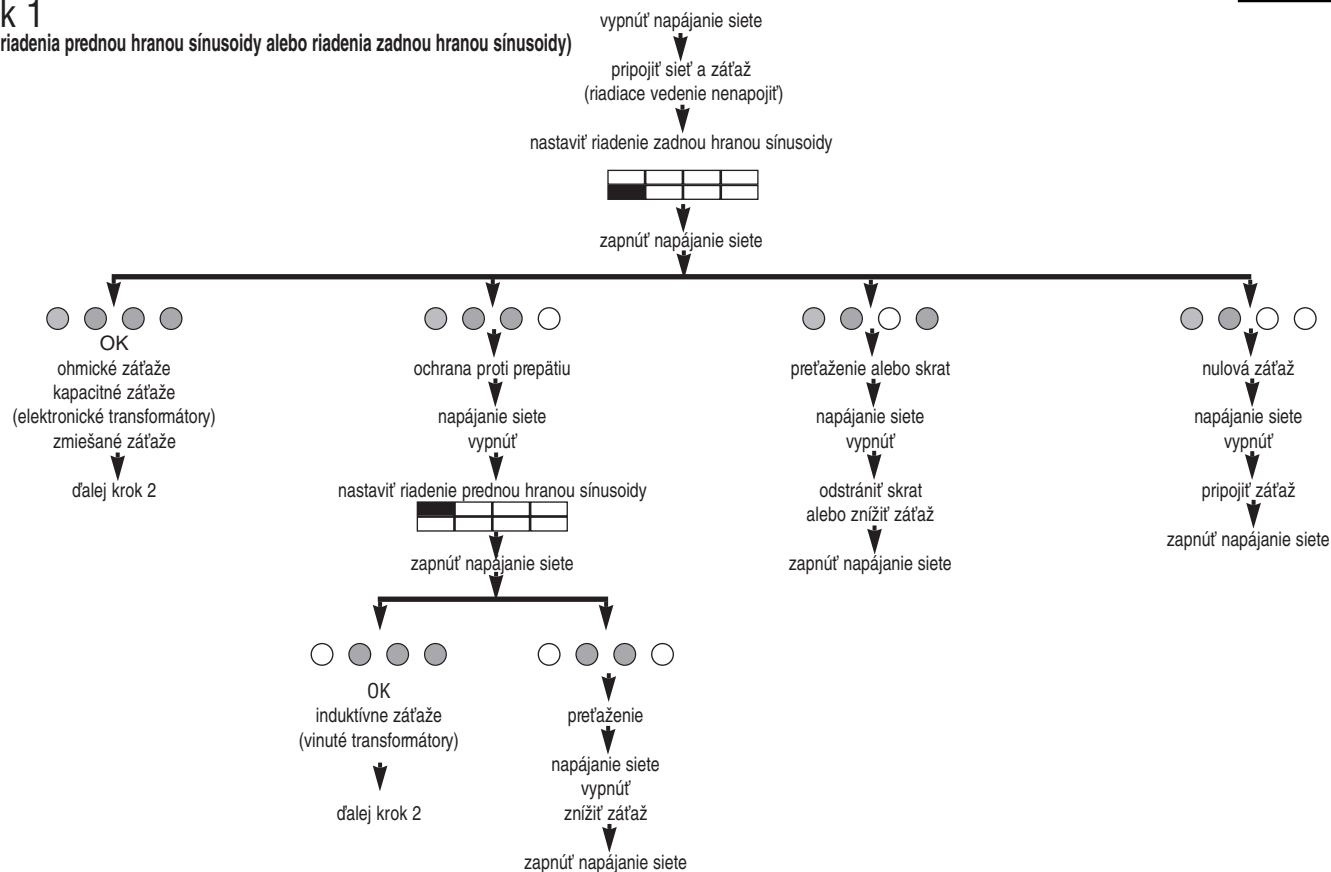 k 1
riadenia prednou hranou sínusoidy alebo riadenia zadnou hranou sínusoidy)
vypnúť napájanie siete
pripojiť sieť a záťaž
(riadiace vedenie nenapojiť)
nastaviť riadenie zadnou hranou sínusoidy
zapnúť napájanie siete
OK
ohmické záťaže
kapacitné záťaže
(elektronické transformátory)
zmiešané záťaže
ďalej krok 2
ochrana proti prepätiu
napájanie siete
vypnúť
nastaviť riadenie prednou hranou sínusoidy
zapnúť napájanie siete
OK
induktívne záťaže
(vinuté transformátory)
ďalej krok 2
preťaženie
napájanie siete
vypnúť
znížiť záťaž
zapnúť napájanie siete
preťaženie alebo skrat
napájanie siete
vypnúť
odstrániť skrat
alebo znížiť záťaž
zapnúť napájanie siete
nulová záťaž
napájanie siete
vypnúť
pripojiť záťaž
zapnúť napájanie siete